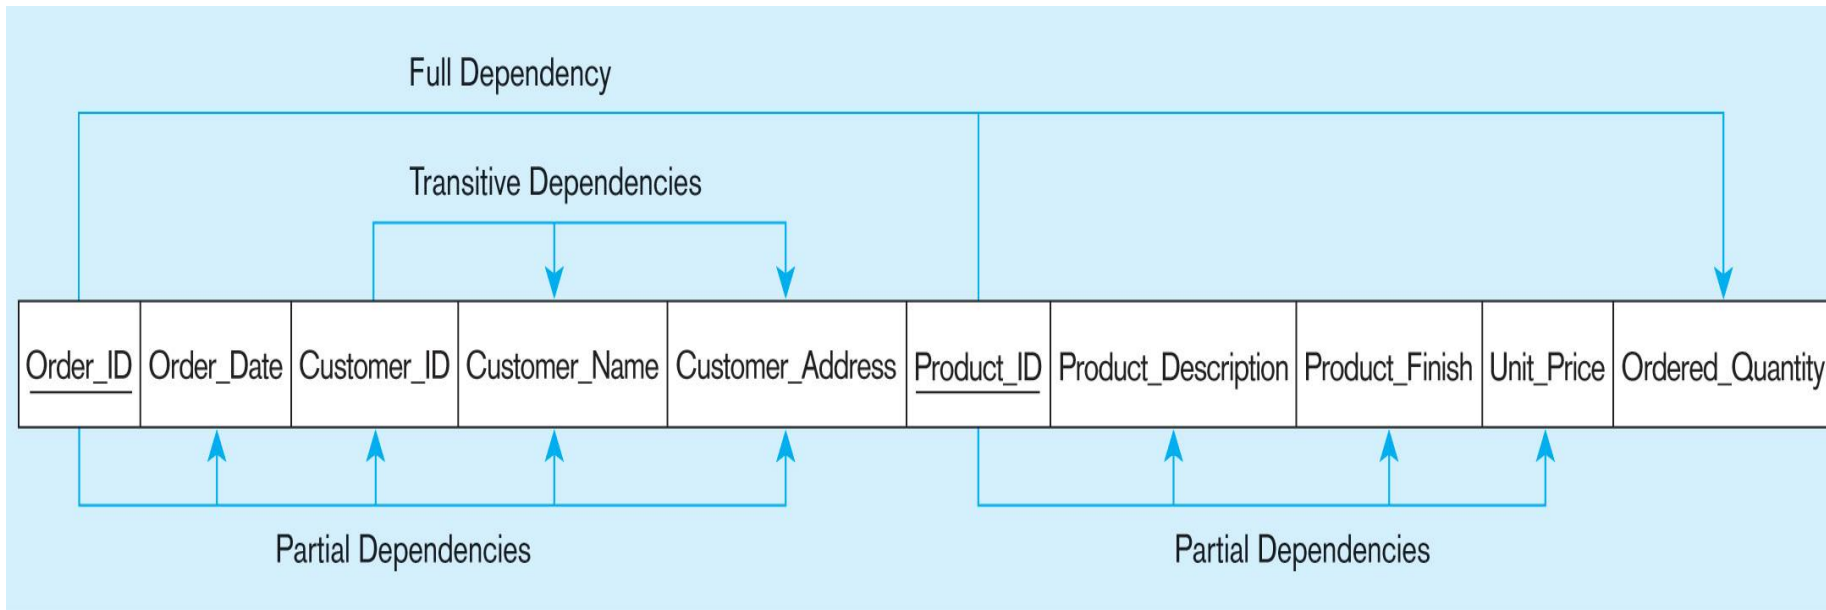 Full Dependency
Transitive Dependencies
Order_ID Order_Date Customer_ID Customer_Name Customer_Address Product_ID Product_Description Product_Finish Unit_Price Ordered_Quantity
Partial Dependencies Partial Dependencies